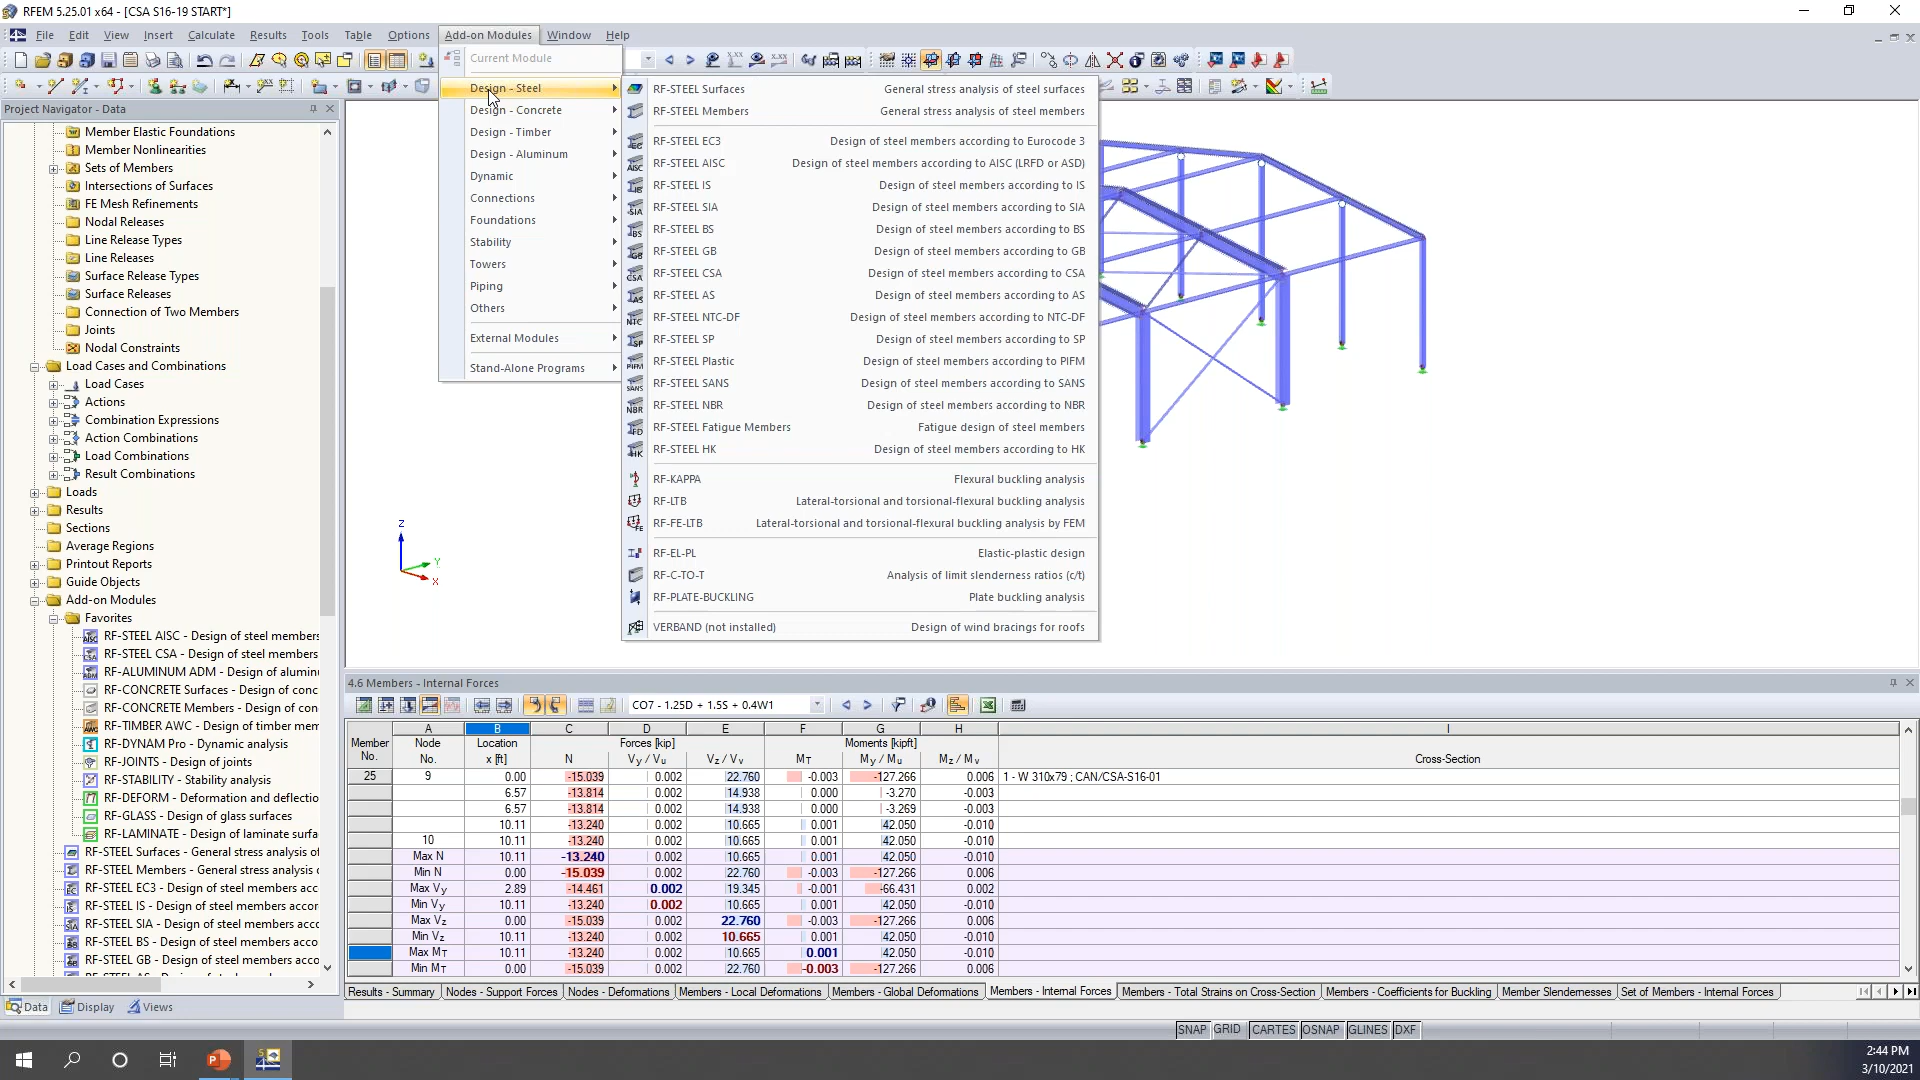 RFEM 5.25.01 x64 - [CSA S16-19 START*]
File Edit View Insert Calculate Results Tools Table Options Add-on Modules Window Help
Project Navigator - Data
Member Elastic Foundations
Member Nonlinearities
Sets of Members
Intersections of Surfaces
FE Mesh Refinements
Nodal Releases
Line Release Types
Line Releases
Surface Release Types
Surface Releases
Connection of Two Members
Joints
Nodal Constraints
Load Cases and Combinations
Load Cases
Actions
Combination Expressions
Action Combinations
Load Combinations
Result Combinations
Loads
Results
Sections
Average Regions
Printout Reports
Guide Objects
Add-on Modules
Favorites
RF-STEEL AISC - Design of steel members
RF-STEEL CSA - Design of steel members
RF-ALUMINUM ADM - Design of alumin
RF-CONCRETE Surfaces - Design of conc
RF-CONCRETE Members - Design of con
RF-TIMBER AWC - Design of timber mem
RF-DYNAM Pro - Dynamic analysis
RF-JOINTS - Design of joints
RF-STABILITY - Stability analysis
RF-DEFORM - Deformation and deflectio
RF-GLASS - Design of glass surfaces
RF-LAMINATE - Design of laminate surfa
RF-STEEL Surfaces - General stress analysis of
RF-STEEL Members - General stress analysis o
RF-STEEL EC3 - Design of steel members acc
RF-STEEL IS - Design of steel members accor
RF-STEEL SIA - Design of steel members acco
RF-STEEL BS - Design of steel members acco
RF-STEEL GB - Design of steel members acco
Data Display Views
Current Module
Design - Steel
Design - Concrete
Design - Timber
Design - Aluminum
Dynamic
Connections
Foundations
Stability
Towers
Piping
Others
External Modules
Stand-Alone Programs
RF-STEEL Surfaces General stress analysis of steel surfaces
RF-STEEL Members General stress analysis of steel members
RF-STEEL EC3 Design of steel members according to Eurocode 3
RF-STEEL AISC Design of steel members according to AISC (LRFD or ASD)
RF-STEEL IS Design of steel members according to IS
RF-STEEL SIA Design of steel members according to SIA
RF-STEEL BS Design of steel members according to BS
RF-STEEL GB Design of steel members according to GB
RF-STEEL CSA Design of steel members according to CSA
RF-STEEL AS Design of steel members according to AS
RF-STEEL NTC-DF Design of steel members according to NTC-DF
RF-STEEL SP Design of steel members according to SP
RF-STEEL Plastic Design of steel members according to PIFM
RF-STEEL SANS Design of steel members according to SANS
RF-STEEL NBR Design of steel members according to NBR
RF-STEEL Fatigue Members Fatigue design of steel members
RF-STEEL HK Design of steel members according to HK
RF-KAPPA Flexural buckling analysis
RF-LTB Lateral-torsional and torsional-flexural buckling analysis
RF-FE-LTB Lateral-torsional and torsional-flexural buckling analysis by FEM
RF-EL-PL Elastic-plastic design
RF-C-TO-T Analysis of limit slenderness ratios (c/t)
RF-PLATE-BUCKLING Plate buckling analysis
VERBAND (not installed) Design of wind bracings for roofs
Z
Y
X
4.6 Members - Internal Forces
CO7 - 1.25D + 1.5S + 0.4W1
A B C D E F G H I
Member Node Location Forces [kip] Moments [kipft]
No. No. x [ft] N Vy / Vu Vz / Vv MT My / Mu Mz / Mv Cross-Section
25 9 0.00 -15.039 0.002 22.760 -0.003 -127.266 0.006 1 - W 310x79 ; CAN/CSA-S16-01
6.57 -13.814 0.002 14.938 0.000 -3.270 -0.003
6.57 -13.814 0.002 14.938 0.000 -3.269 -0.003
10.11 -13.240 0.002 10.665 0.001 42.050 -0.010
10 10.11 -13.240 0.002 10.665 0.001 42.050 -0.010
Max N 10.11 -13.240 0.002 10.665 0.001 42.050 -0.010
Min N 0.00 -15.039 0.002 22.760 -0.003 -127.266 0.006
Max Vy 2.89 -14.461 0.002 19.345 -0.001 -66.431 0.002
Min Vy 10.11 -13.240 0.002 10.665 0.001 42.050 -0.010
Max Vz 0.00 -15.039 0.002 22.760 -0.003 -127.266 0.006
Min Vz 10.11 -13.240 0.002 10.665 0.001 42.050 -0.010
Max MT 10.11 -13.240 0.002 10.665 0.001 42.050 -0.010
Min MT 0.00 -15.039 0.002 22.760 -0.003 -127.266 0.006
Results - Summary Nodes - Support Forces Nodes - Deformations Members - Local Deformations Members - Global Deformations Members - Internal Forces Members - Total Strains on Cross-Section Members - Coefficients for Buckling Member Slendernesses Set of Members - Internal Forces
SNAP GRID CARTES OSNAP GLINES DXF
2:44 PM
3/10/2021